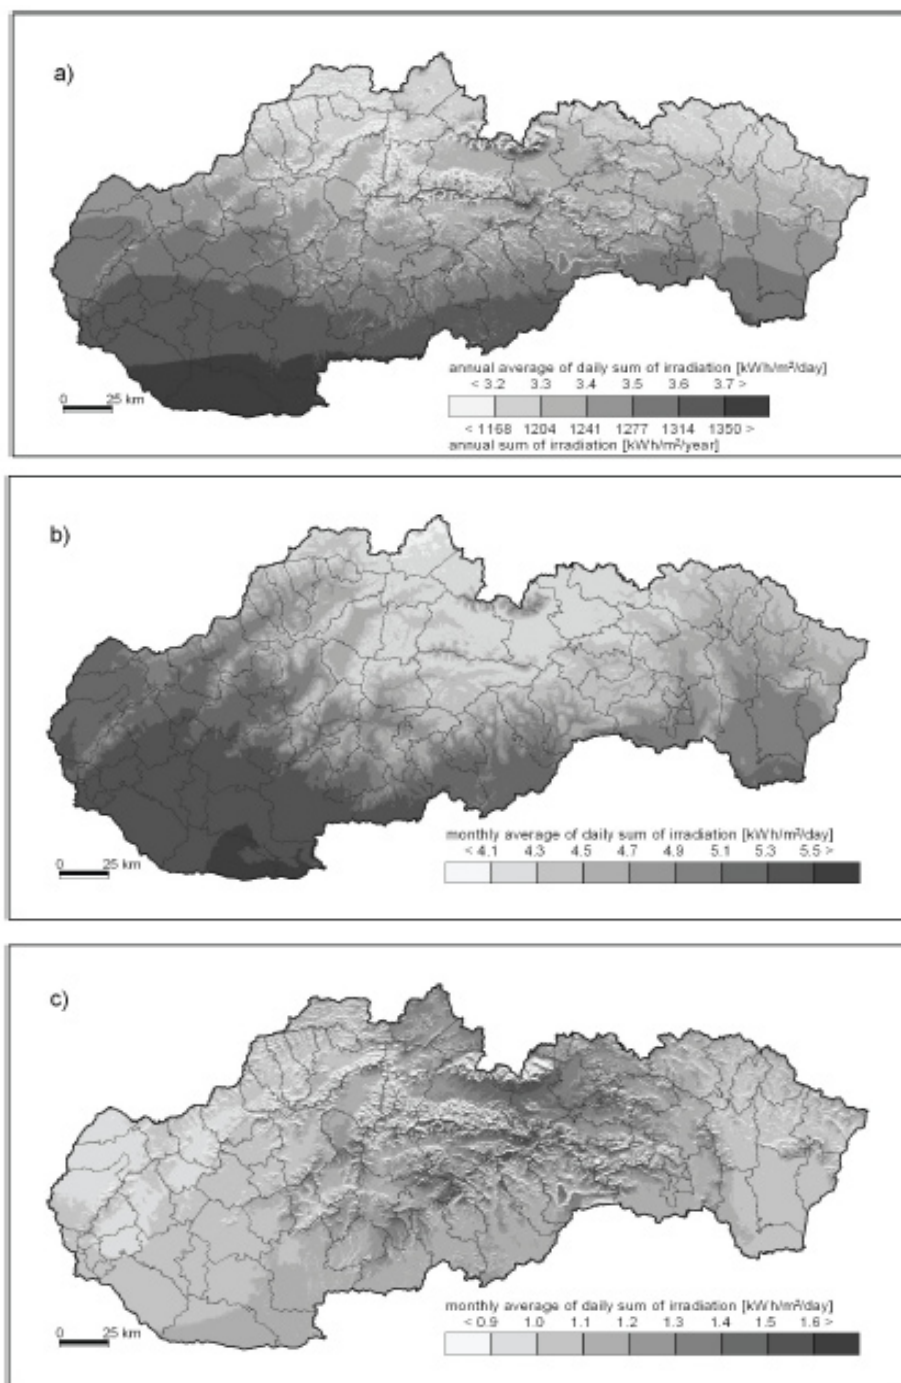 a)
annual average of daily sum of irradiation [kWh/m²/day]
< 3.2 3.3 3.4 3.5 3.6 3.7 >
0 25 km
< 1168 1204 1241 1277 1314 1350 >
annual sum of irradiation [kWh/m²/year]
b)
monthly average of daily sum of irradiation [kWh/m²/day]
< 4.1 4.3 4.5 4.7 4.9 5.1 5.3 5.5 >
0 25 km
c)
monthly average of daily sum of irradiation [kWh/m²/day]
< 0.9 1.0 1.1 1.2 1.3 1.4 1.5 1.6 >
0 25 km